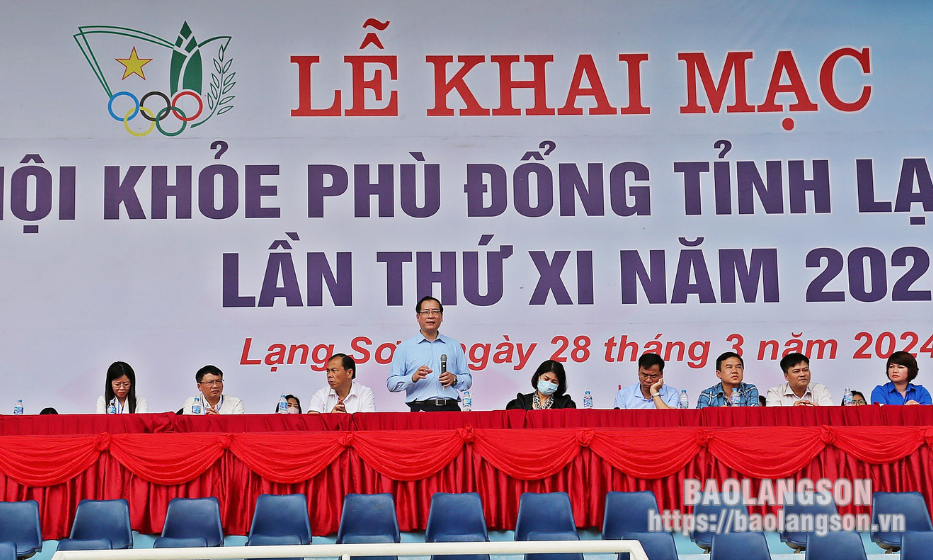 LỄ KHAI MẠC
HỘI KHỎE PHÙ ĐỔNG TỈNH LẠ
LẦN THỨ XI NĂM 202
Lạng Sơ ngày 28 tháng 3 năm 2024
BAOLANGSON
https://baolangson.vn